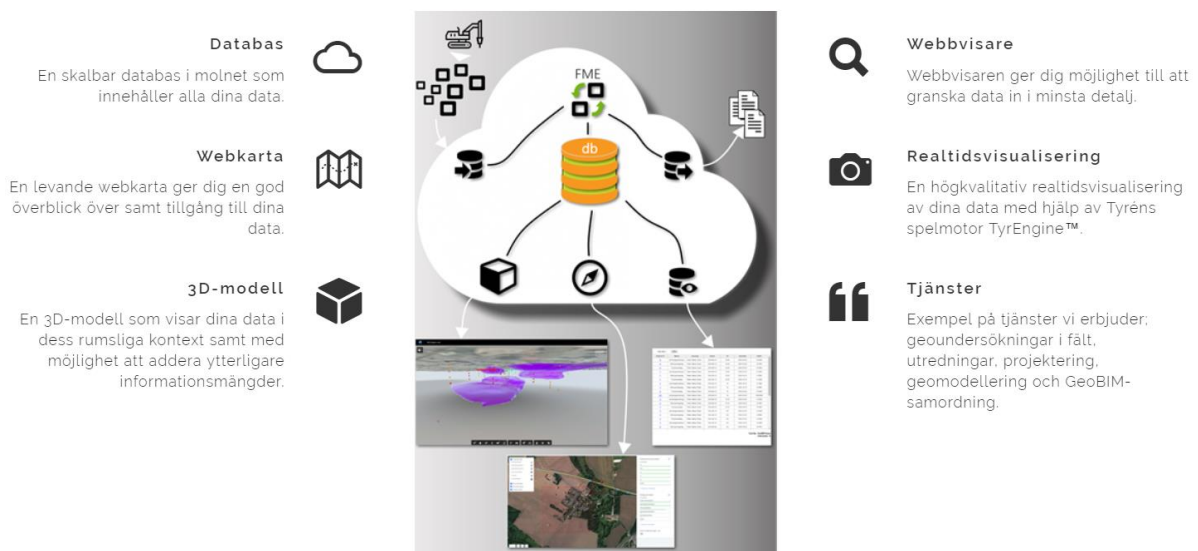 Databas
En skalbar databas i molnet som
innehåller alla dina data.
Webkarta
En levande webkarta ger dig en god
överblick över samt tillgång till dina
data.
3D-modell
En 3D-modell som visar dina data i
dess rumsliga kontext samt med
möjlighet att addera ytterligare
informationsmängder.
FME
db
Webbvisare
Webbvisaren ger dig möjlighet till att
granska data in i minsta detalj.
Realtidsvisualisering
En högkvalitativ realtidsvisualisering
av dina data med hjälp av Tyréns
spelmotor TyrEngine™.
Tjänster
Exempel på tjänster vi erbjuder;
geoundersökningar i fält,
utredningar, projektering,
geomodellering och GeoBIM-
samordning.